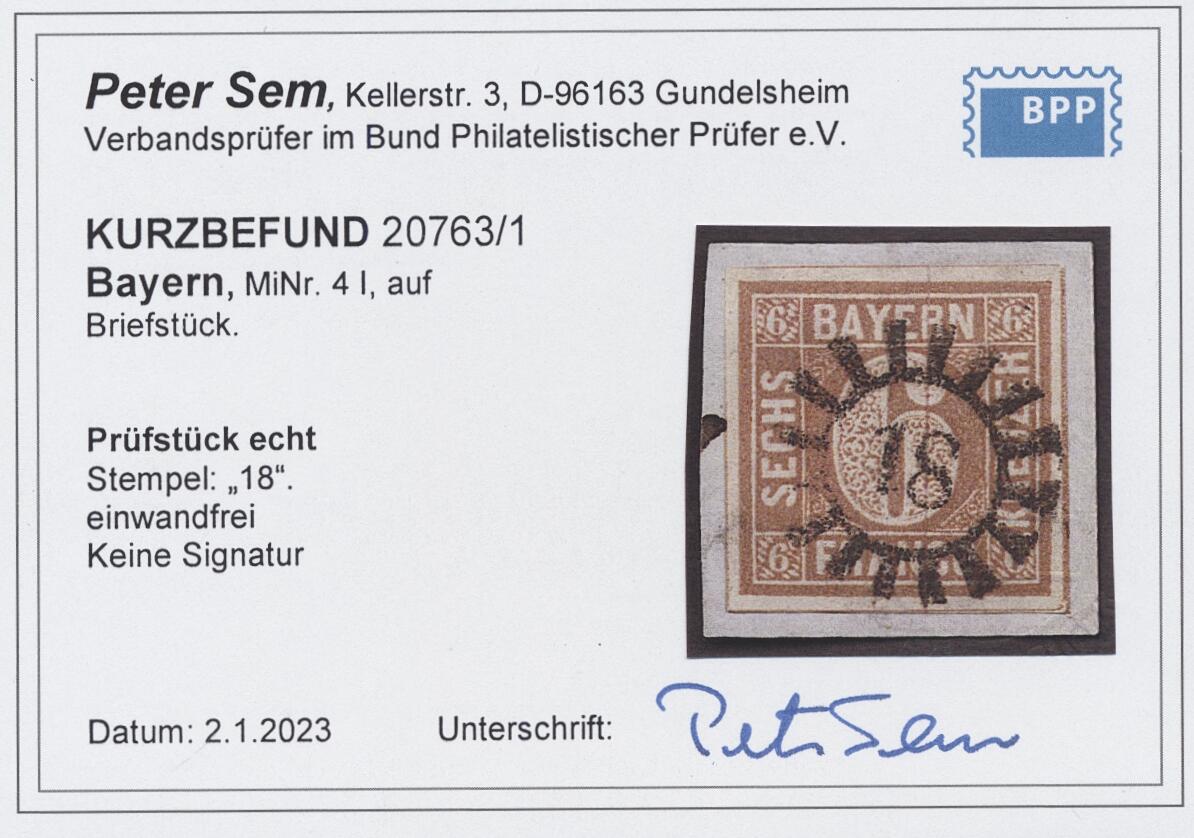 Peter Sem, Kellerstr. 3, D-96163 Gundelsheim
Verbandsprüfer im Bund Philatelistischer Prüfer e.V.
BPP
KURZBEFUND 20763/1
Bayern, MiNr. 4 I, auf
Briefstück.
6 BAYERN 6
SECHS
18
6
Prüfstück echt
Stempel: „18“.
einwandfrei
Keine Signatur
Datum: 2.1.2023
Unterschrift: Peter Sem